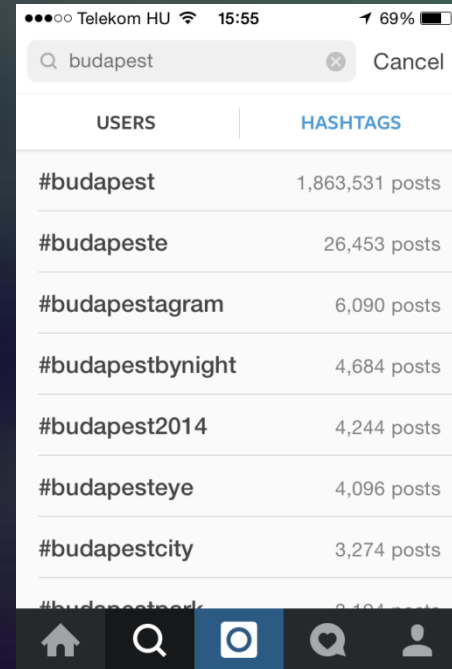 Telekom HU 15:55 69%
budapest Cancel
USERS HASHTAGS
#budapest 1,863,531 posts
#budapeste 26,453 posts
#budapestagram 6,090 posts
#budapestbynight 4,684 posts
#budapest2014 4,244 posts
#budapesteye 4,096 posts
#budapestcity 3,274 posts
#budapestpark